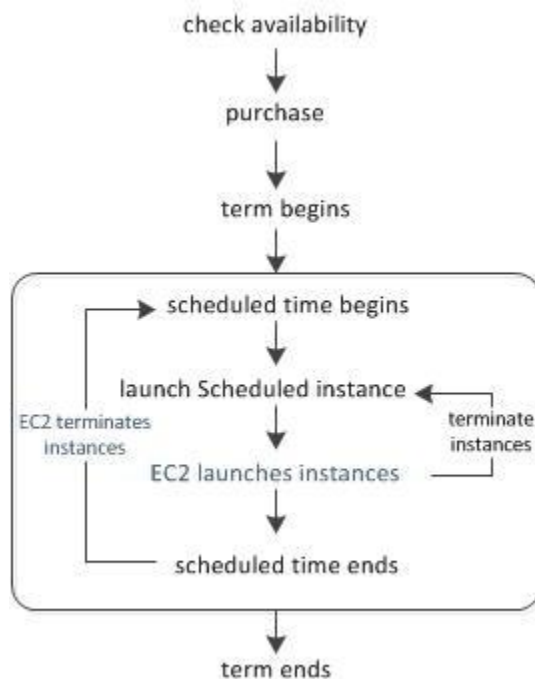 check availability
purchase
term begins
scheduled time begins
launch Scheduled instance
EC2 terminates
instances
terminate
instances
EC2 launches instances
scheduled time ends
term ends